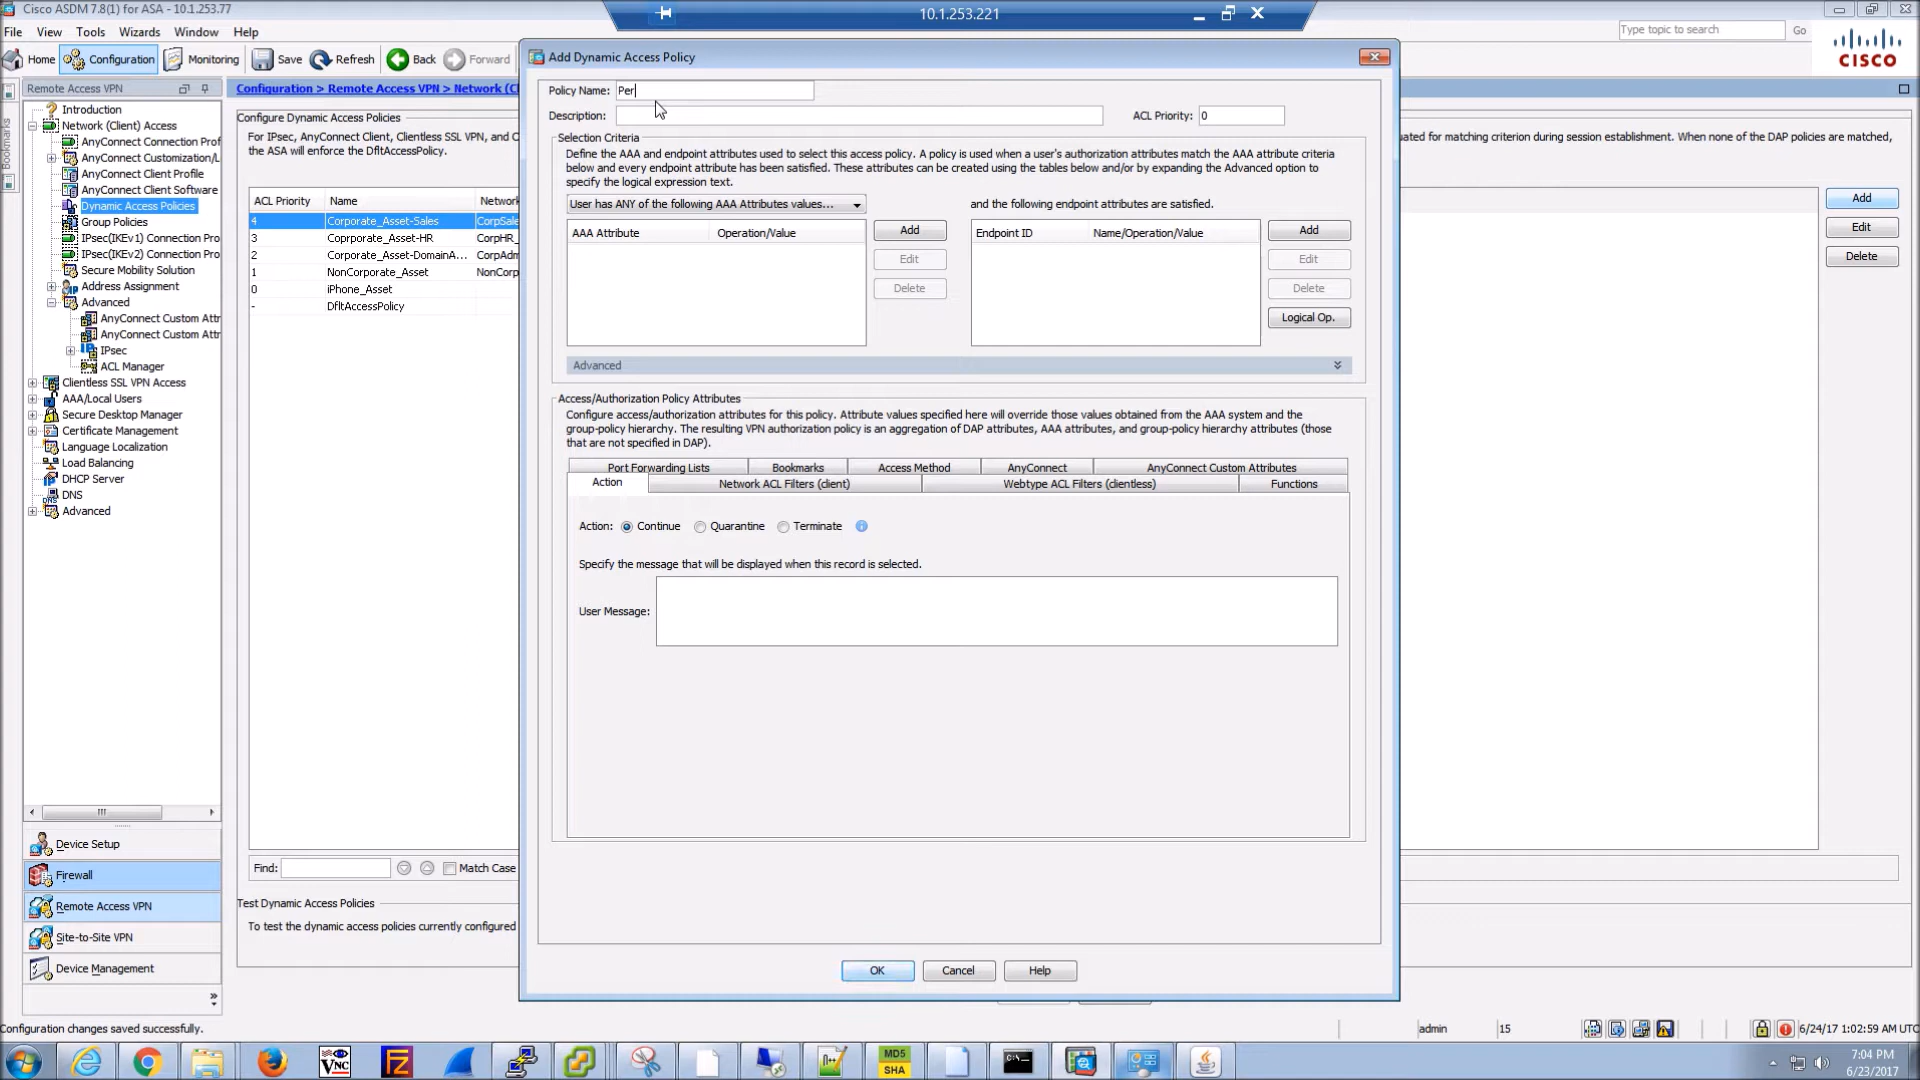 Cisco ASDM 7.8(1) for ASA - 10.1.253.77
10.1.253.221
File View Tools Wizards Window Help
Type topic to search Go
Home Configuration Monitoring Save Refresh Back Forward
CISCO
Remote Access VPN
Configuration > Remote Access VPN > Network (Cl
Bookmarks
Introduction
Network (Client) Access
AnyConnect Connection Prof
AnyConnect Customization/L
AnyConnect Client Profile
AnyConnect Client Software
Dynamic Access Policies
Group Policies
IPsec(IKEv1) Connection Pro
IPsec(IKEv2) Connection Pro
Secure Mobility Solution
Address Assignment
Advanced
AnyConnect Custom Attr
AnyConnect Custom Attr
IPsec
ACL Manager
Clientless SSL VPN Access
AAA/Local Users
Secure Desktop Manager
Certificate Management
Language Localization
Load Balancing
DHCP Server
DNS
Advanced
Device Setup
Firewall
Remote Access VPN
Site-to-Site VPN
Device Management
Configure Dynamic Access Policies
For IPsec, AnyConnect Client, Clientless SSL VPN, and C
uated for matching criterion during session establishment. When none of the DAP policies are matched,
the ASA will enforce the DfltAccessPolicy.
ACL Priority Name Network
4 Corporate_Asset-Sales CorpSale
3 Coprporate_Asset-HR CorpHR_
2 Corporate_Asset-DomainA... CorpAdm
1 NonCorporate_Asset NonCorp
0 iPhone_Asset
- DfltAccessPolicy
Add
Edit
Delete
Find: Match Case
Test Dynamic Access Policies
To test the dynamic access policies currently configured
Add Dynamic Access Policy
Policy Name: Per
Description: ACL Priority: 0
Selection Criteria
Define the AAA and endpoint attributes used to select this access policy. A policy is used when a user's authorization attributes match the AAA attribute criteria
below and every endpoint attribute has been satisfied. These attributes can be created using the tables below and/or by expanding the Advanced option to
specify the logical expression text.
User has ANY of the following AAA Attributes values... and the following endpoint attributes are satisfied.
AAA Attribute Operation/Value Add Endpoint ID Name/Operation/Value Add
Edit Edit
Delete Delete
Logical Op.
Advanced
Access/Authorization Policy Attributes
Configure access/authorization attributes for this policy. Attribute values specified here will override those values obtained from the AAA system and the
group-policy hierarchy. The resulting VPN authorization policy is an aggregation of DAP attributes, AAA attributes, and group-policy hierarchy attributes (those
that are not specified in DAP).
Port Forwarding Lists Bookmarks Access Method AnyConnect AnyConnect Custom Attributes
Action Network ACL Filters (client) Webtype ACL Filters (clientless) Functions
Action: Continue Quarantine Terminate
Specify the message that will be displayed when this record is selected.
User Message:
OK Cancel Help
Configuration changes saved successfully. admin 15 6/24/17 1:02:59 AM UTC
VNC
FZ
MD5
SHA
7:04 PM
6/23/2017